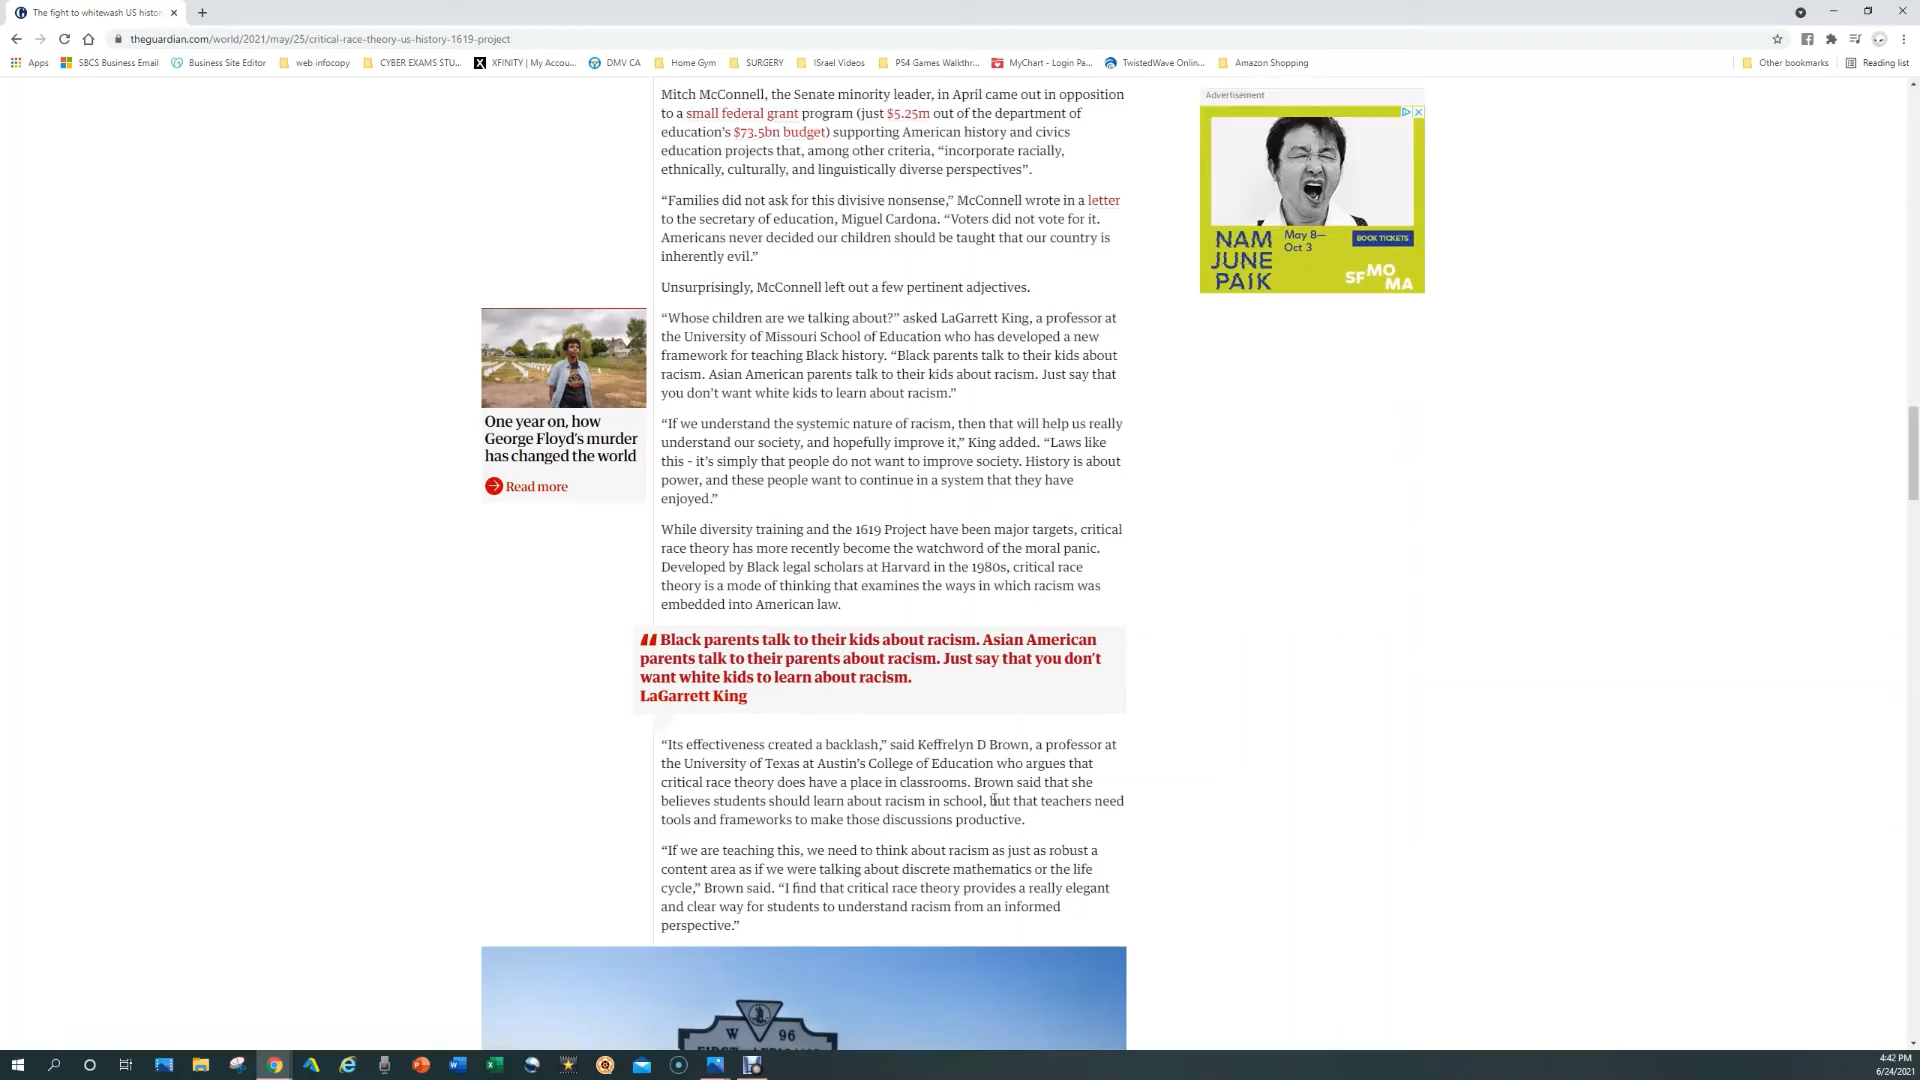 The fight to whitewash US histor
theguardian.com/world/2021/may/25/critical-race-theory-us-history-1619-project
Apps
SBCS Business Email
Business Site Editor
web infocopy
CYBER EXAMS STU...
XFINITY | My Accou...
DMV CA
Home Gym
SURGERY
ISrael Videos
PS4 Games Walkthr...
MyChart - Login Pa...
TwistedWave Onlin...
Amazon Shopping
Other bookmarks
Reading list
Mitch McConnell, the Senate minority leader, in April came out in opposition
to a small federal grant program (just $5.25m out of the department of
education’s $73.5bn budget) supporting American history and civics
education projects that, among other criteria, “incorporate racially,
ethnically, culturally, and linguistically diverse perspectives”.
“Families did not ask for this divisive nonsense,” McConnell wrote in a letter
to the secretary of education, Miguel Cardona. “Voters did not vote for it.
Americans never decided our children should be taught that our country is
inherently evil.”
Unsurprisingly, McConnell left out a few pertinent adjectives.
“Whose children are we talking about?” asked LaGarrett King, a professor at
the University of Missouri School of Education who has developed a new
framework for teaching Black history. “Black parents talk to their kids about
racism. Asian American parents talk to their kids about racism. Just say that
you don’t want white kids to learn about racism.”
“If we understand the systemic nature of racism, then that will help us really
understand our society, and hopefully improve it,” King added. “Laws like
this – it’s simply that people do not want to improve society. History is about
power, and these people want to continue in a system that they have
enjoyed.”
While diversity training and the 1619 Project have been major targets, critical
race theory has more recently become the watchword of the moral panic.
Developed by Black legal scholars at Harvard in the 1980s, critical race
theory is a mode of thinking that examines the ways in which racism was
embedded into American law.
Black parents talk to their kids about racism. Asian American
parents talk to their parents about racism. Just say that you don’t
want white kids to learn about racism.
LaGarrett King
“Its effectiveness created a backlash,” said Keffrelyn D Brown, a professor at
the University of Texas at Austin’s College of Education who argues that
critical race theory does have a place in classrooms. Brown said that she
believes students should learn about racism in school, but that teachers need
tools and frameworks to make those discussions productive.
“If we are teaching this, we need to think about racism as just as robust a
content area as if we were talking about discrete mathematics or the life
cycle,” Brown said. “I find that critical race theory provides a really elegant
and clear way for students to understand racism from an informed
perspective.”
One year on, how
George Floyd’s murder
has changed the world
Read more
Advertisement
NAM
JUNE
PAIK
May 8—
Oct 3
BOOK TICKETS
SF MO
MA
W 96
4:42 PM
6/24/2021